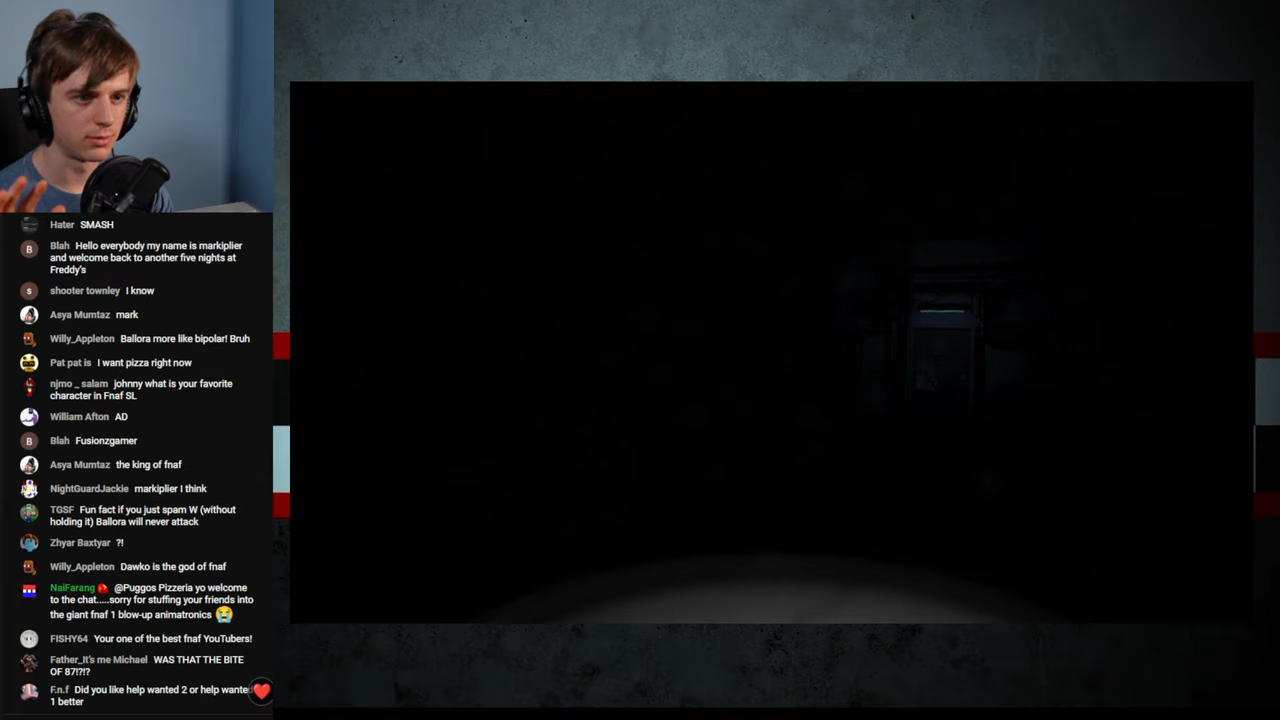 Hater SMASH
Blah Hello everybody my name is markiplier
and welcome back to another five nights at
Freddy's
s shooter townley I know
Asya Mumtaz mark
Willy_Appleton Ballora more like bipolar! Bruh
Pat pat is I want pizza right now
njmo _ salam johnny what is your favorite
character in Fnaf SL
William Afton AD
B Blah Fusionzgamer
Asya Mumtaz the king of fnaf
NightGuardJackie markiplier I think
TGSF Fun fact if you just spam W (without
holding it) Ballora will never attack
Zhyar Baxtyar ?!
Willy_Appleton Dawko is the god of fnaf
NaiFarang @Puggos Pizzeria yo welcome
to the chat.....sorry for stuffing your friends into
the giant fnaf 1 blow-up animatronics
FISHY64 Your one of the best fnaf YouTubers!
Father_It's me Michael WAS THAT THE BITE
OF 87!?!?
F.n.f Did you like help wanted 2 or help wante
1 better